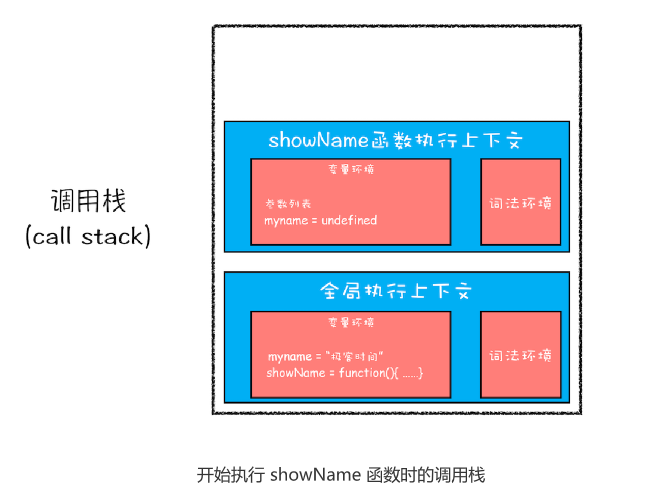 调用栈
(call stack)
showName函数执行上下文
变量环境
参数列表
myname = undefined
词法环境
全局执行上下文
变量环境
myname = "极客时间"
showName = function(){ ......}
词法环境
开始执行 showName 函数时的调用栈